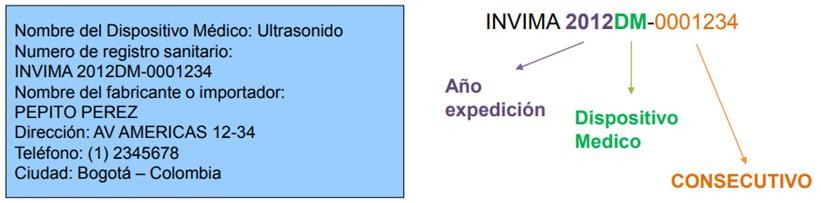 Nombre del Dispositivo Médico: Ultrasonido
Numero de registro sanitario:
INVIMA 2012DM-0001234
Nombre del fabricante o importador:
PEPITO PEREZ
Dirección: AV AMERICAS 12-34
Teléfono: (1) 2345678
Ciudad: Bogotá – Colombia
INVIMA 2012DM-0001234
Año
expedición
Dispositivo
Medico
CONSECUTIVO